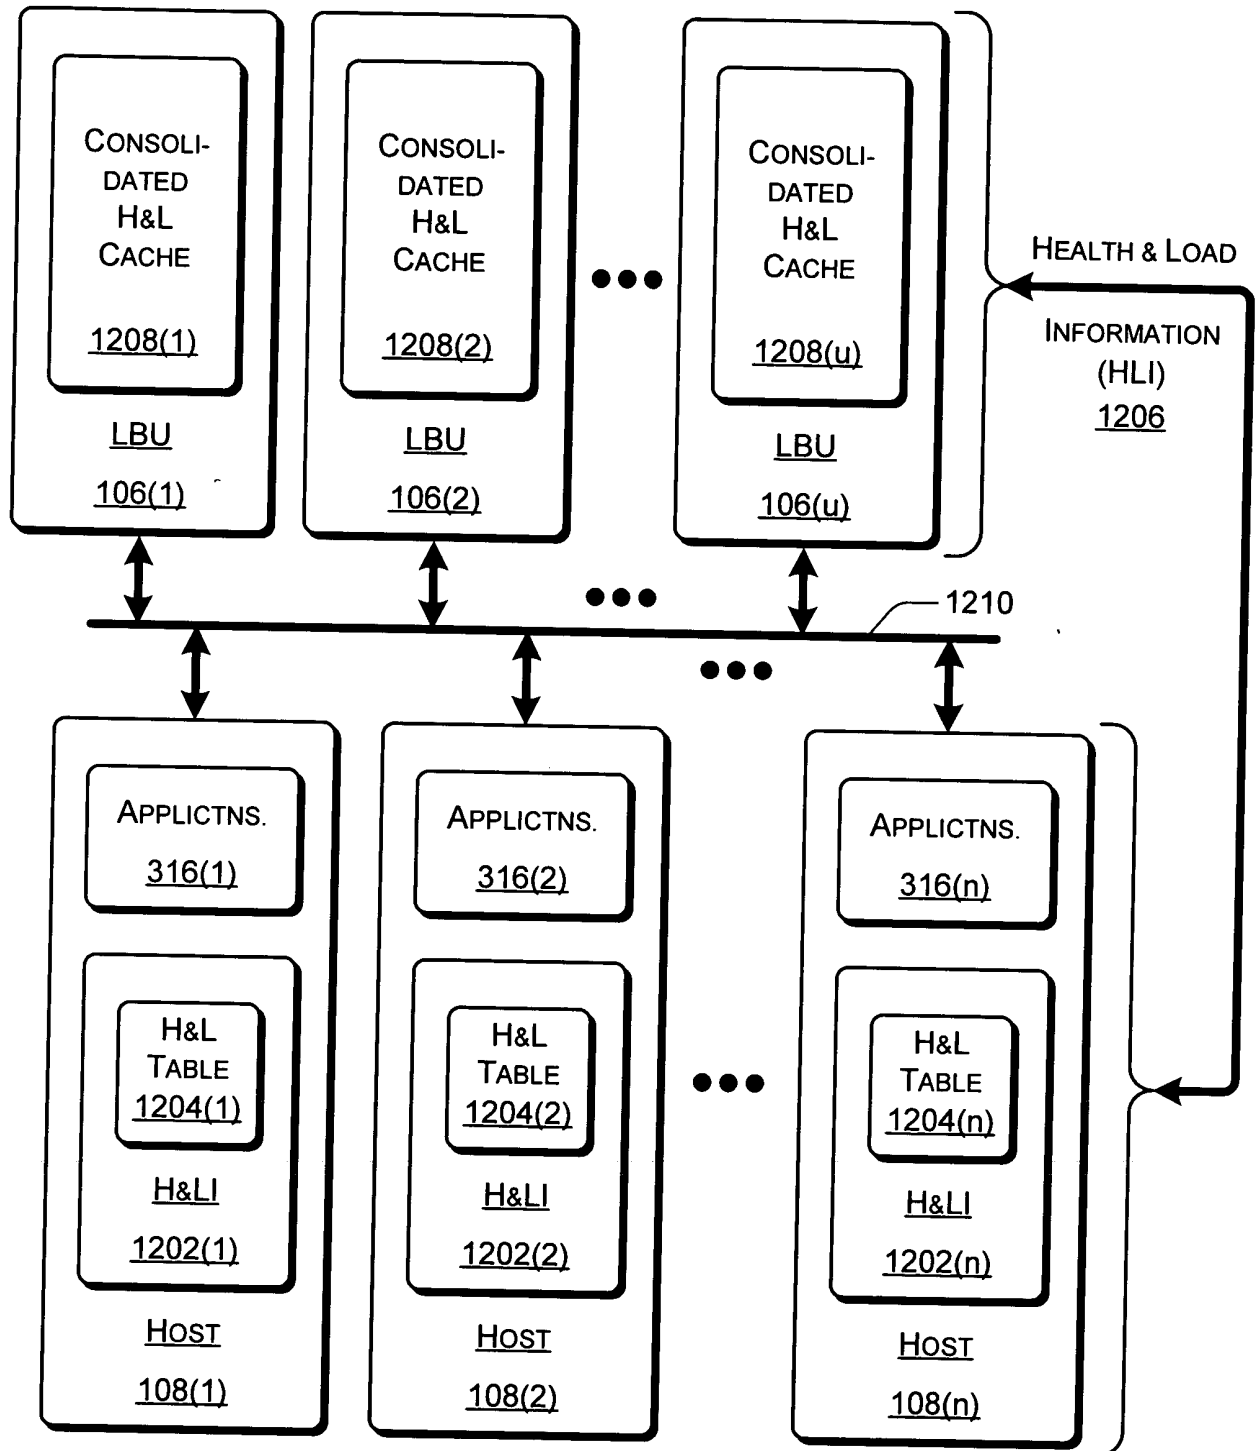 CONSOLI-
DATED
H&L
CACHE
1208(1)
LBU
106(1)
CONSOLI-
DATED
H&L
CACHE
1208(2)
LBU
106(2)
CONSOLI-
DATED
H&L
CACHE
1208(u)
LBU
106(u)
HEALTH & LOAD
INFORMATION
(HLI)
1206
1210
APPLICTNS.
316(1)
H&L
TABLE
1204(1)
H&LI
1202(1)
HOST
108(1)
APPLICTNS.
316(2)
H&L
TABLE
1204(2)
H&LI
1202(2)
HOST
108(2)
APPLICTNS.
316(n)
H&L
TABLE
1204(n)
H&LI
1202(n)
HOST
108(n)